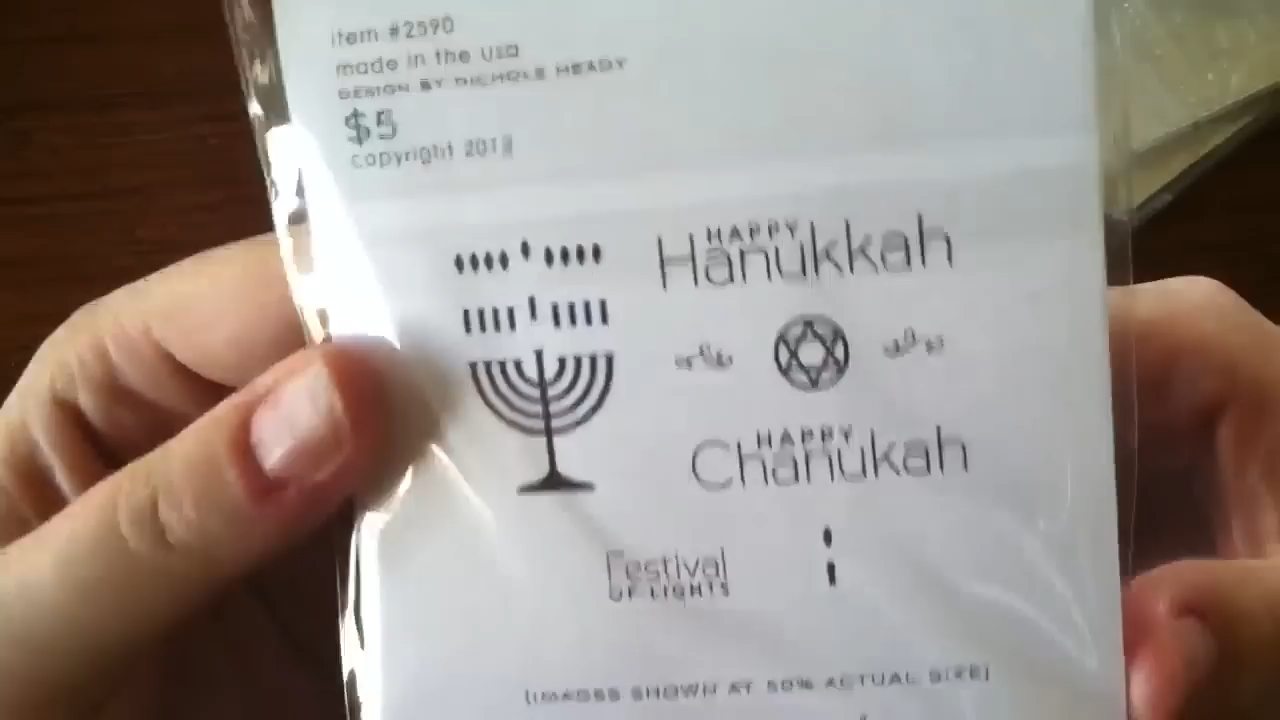 item #2590
made in the usa
DESIGN BY NICHOLE HEADY
$5
copyright
HAPPY
Hanukkah
HAPPY
Chanukah
Festival
OF LIGHTS
[IMAGES SHOWN AT 50% ACTUAL SIZE]